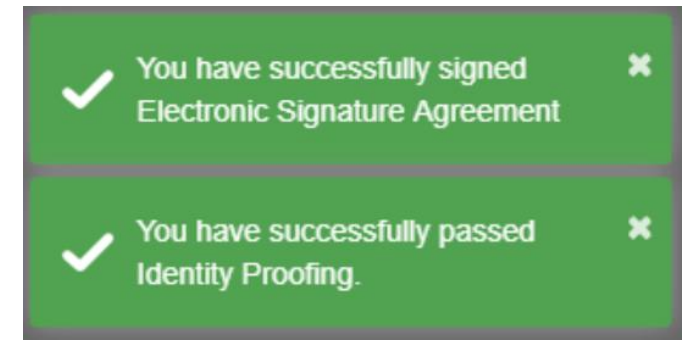 You have successfully signed
Electronic Signature Agreement
You have successfully passed
Identity Proofing.